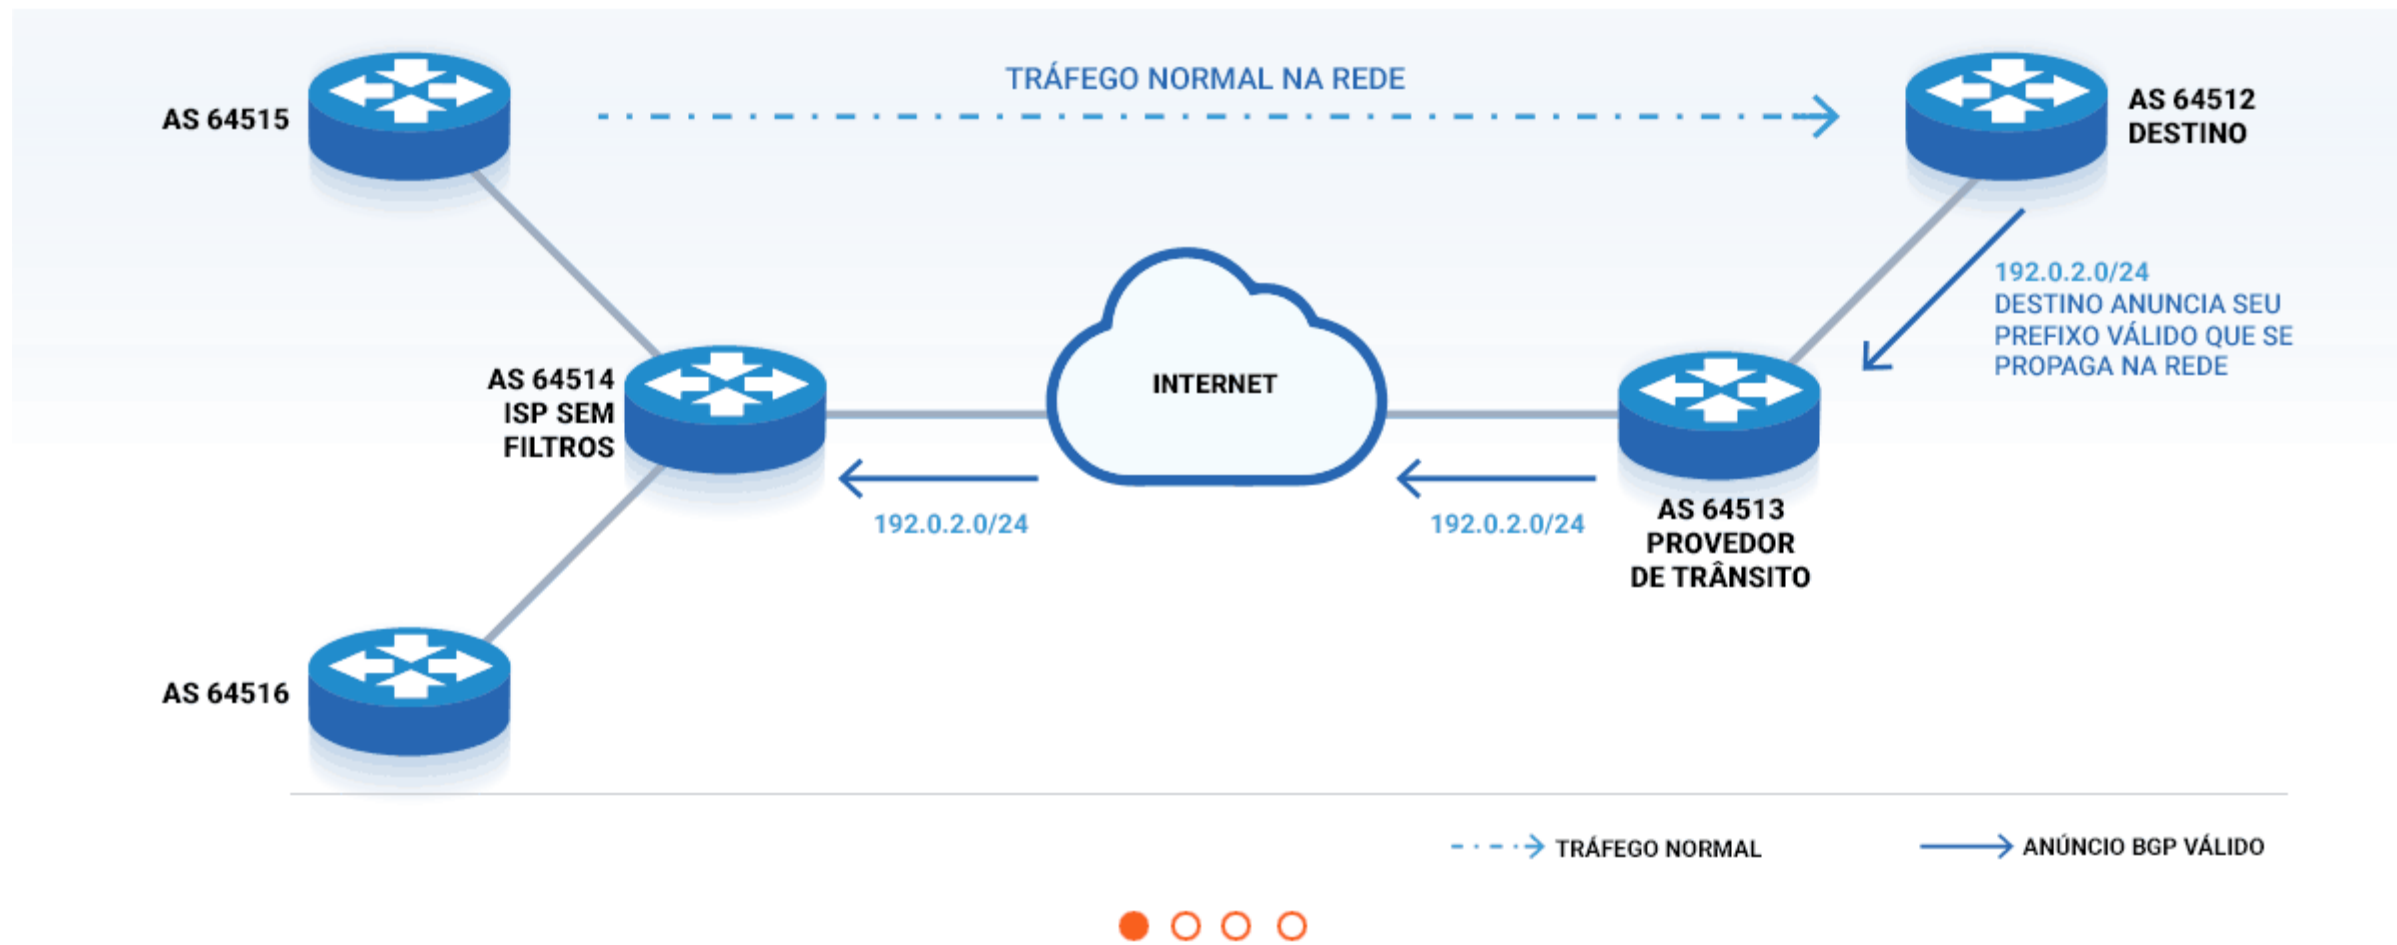 TRÁFEGO NORMAL NA REDE
AS 64515
AS 64512
DESTINO
192.0.2.0/24
DESTINO ANUNCIA SEU
PREFIXO VÁLIDO QUE SE
PROPAGA NA REDE
AS 64514
ISP SEM
FILTROS
INTERNET
192.0.2.0/24
192.0.2.0/24
AS 64513
PROVEDOR
DE TRÂNSITO
AS 64516
TRÁFEGO NORMAL
ANÚNCIO BGP VÁLIDO